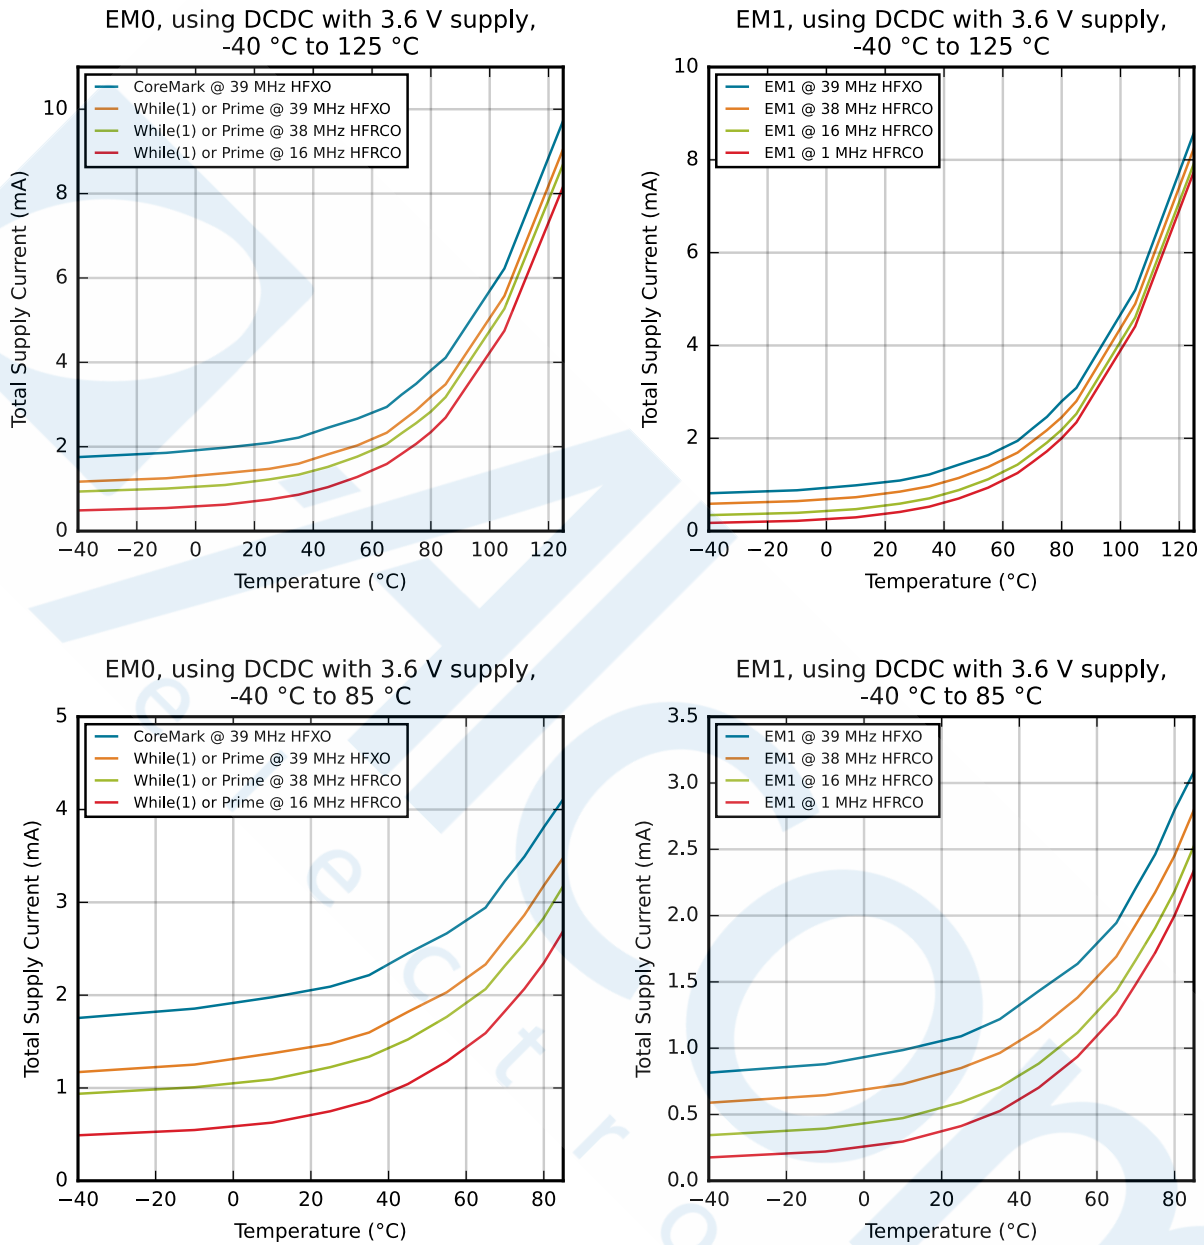 EM0, using DCDC with 3.6 V supply,
-40 °C to 125 °C
10
8
6
4
2
0
Total Supply Current (mA)
CoreMark @ 39 MHz HFXO
While(1) or Prime @ 39 MHz HFXO
While(1) or Prime @ 38 MHz HFRCO
While(1) or Prime @ 16 MHz HFRCO
−40 −20 0 20 40 60 80 100 120
Temperature (°C)
EM1, using DCDC with 3.6 V supply,
-40 °C to 125 °C
10
8
6
4
2
0
Total Supply Current (mA)
EM1 @ 39 MHz HFXO
EM1 @ 38 MHz HFRCO
EM1 @ 16 MHz HFRCO
EM1 @ 1 MHz HFRCO
−40 −20 0 20 40 60 80 100 120
Temperature (°C)
EM0, using DCDC with 3.6 V supply,
-40 °C to 85 °C
5
4
3
2
1
0
Total Supply Current (mA)
CoreMark @ 39 MHz HFXO
While(1) or Prime @ 39 MHz HFXO
While(1) or Prime @ 38 MHz HFRCO
While(1) or Prime @ 16 MHz HFRCO
−40 −20 0 20 40 60 80
Temperature (°C)
EM1, using DCDC with 3.6 V supply,
-40 °C to 85 °C
3.5
3.0
2.5
2.0
1.5
1.0
0.5
0.0
Total Supply Current (mA)
EM1 @ 39 MHz HFXO
EM1 @ 38 MHz HFRCO
EM1 @ 16 MHz HFRCO
EM1 @ 1 MHz HFRCO
−40 −20 0 20 40 60 80
Temperature (°C)